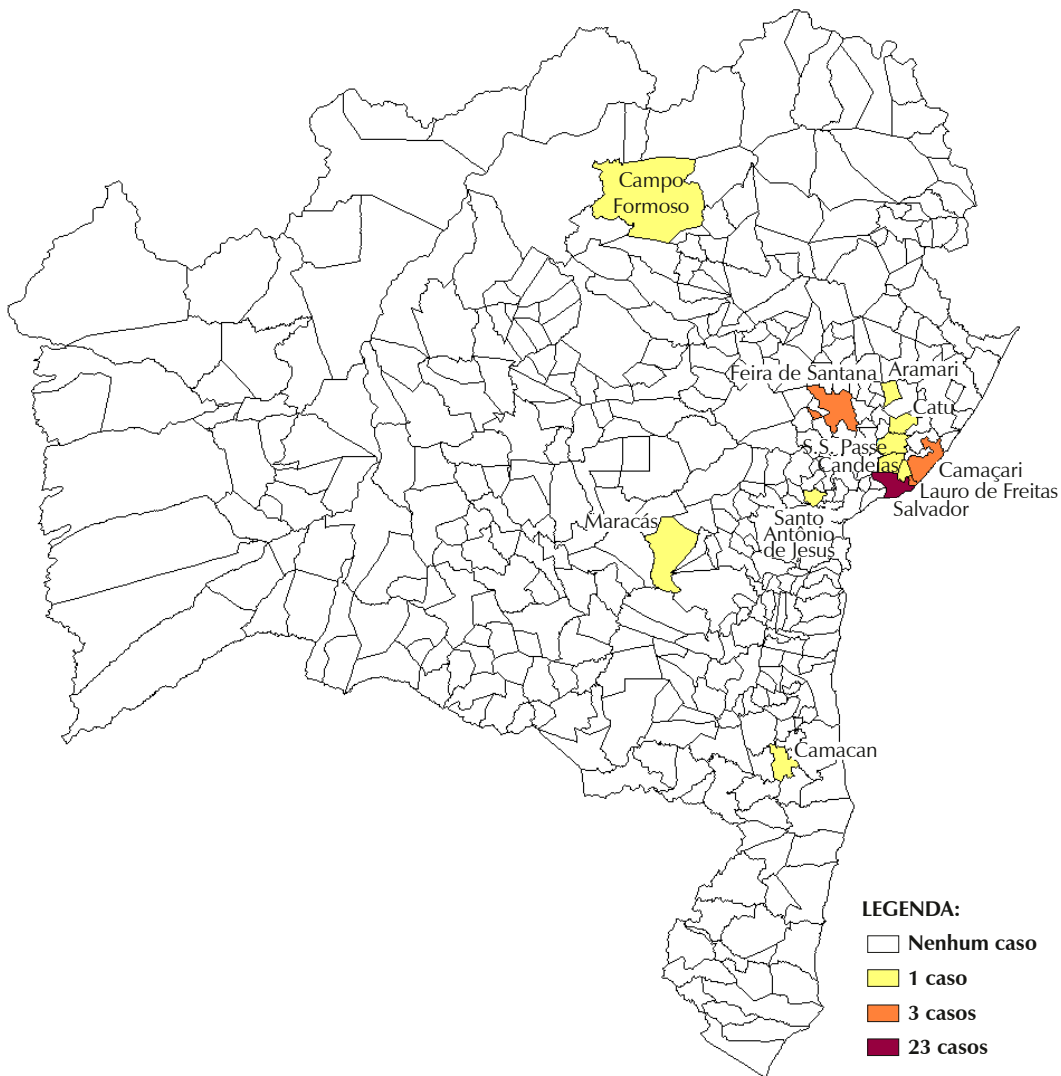 Campo
Formoso
Feira de Santana
Aramari
Catu
S.S. Passe
Candeias
Camaçari
Lauro de Freitas
Salvador
Santo
Antônio
de Jesus
Maracás
Camacan
LEGENDA:
Nenhum caso
1 caso
3 casos
23 casos